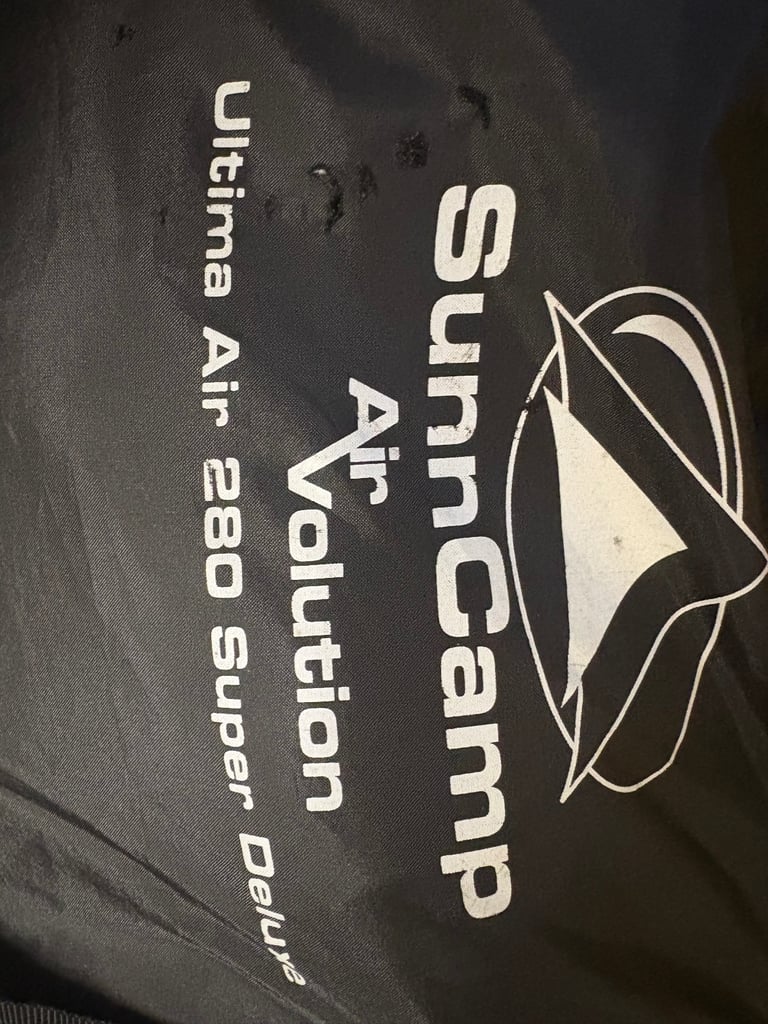 SunnCamp
Air Volution
Ultima Air 280 Super Deluxe